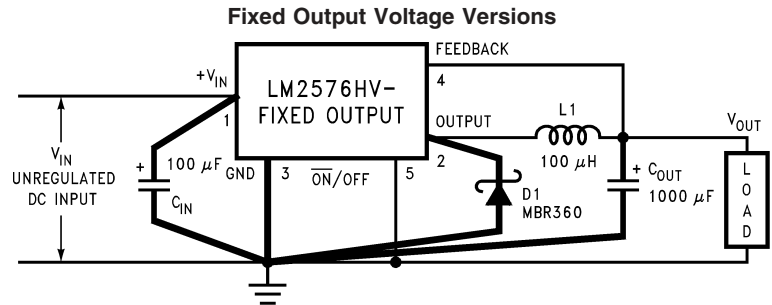 Fixed Output Voltage Versions
FEEDBACK
+VIN
LM2576HV-
FIXED OUTPUT
4
1
OUTPUT
L1
VOUT
VIN
UNREGULATED
DC INPUT
+
100 μF
CIN
GND
3
ON/OFF
5
2
100 μH
D1
MBR360
+
COUT
1000 μF
L
O
A
D